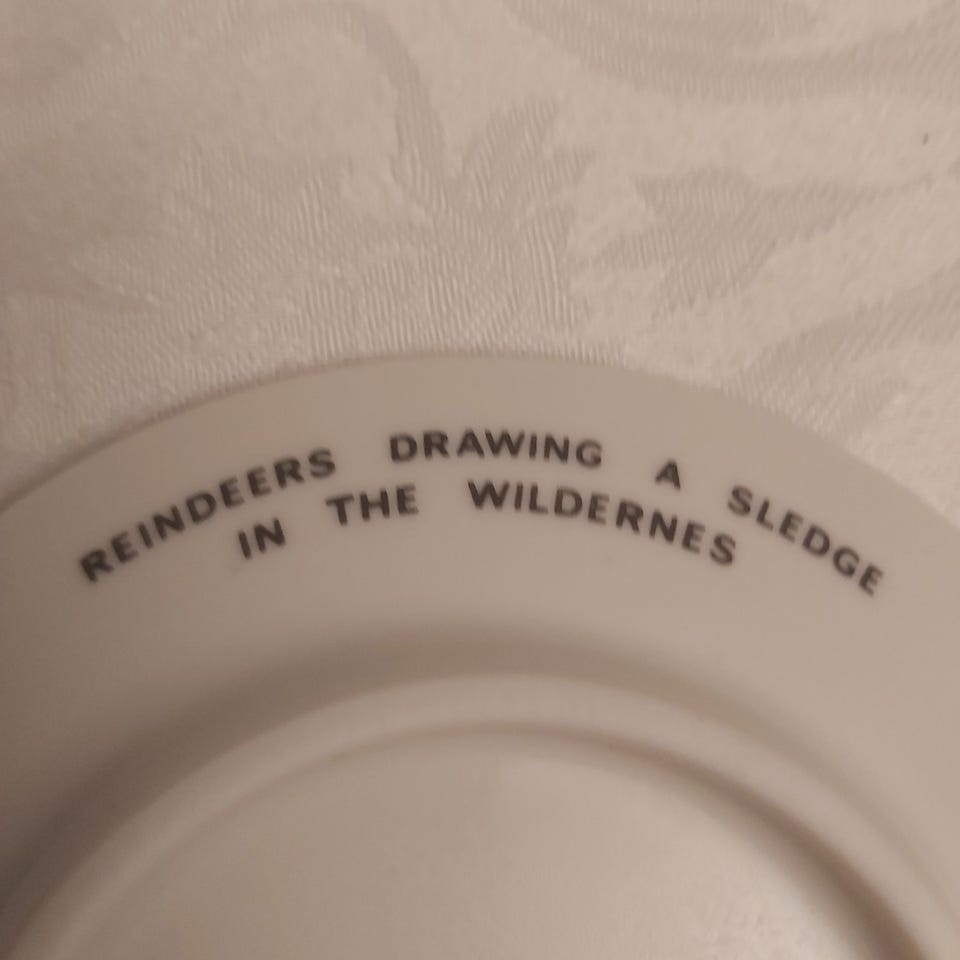 REINDEERS DRAWING A SLEDGE
IN THE WILDERNES